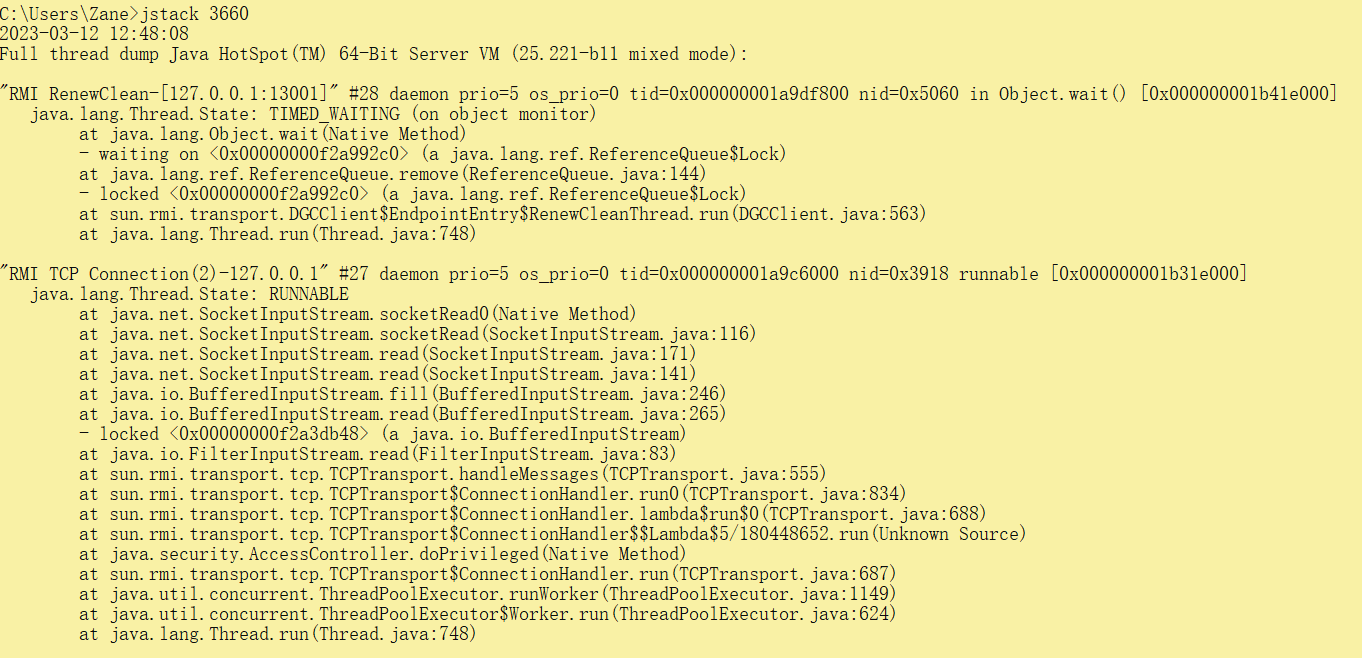 C:\Users\Zane>jstack 3660
2023-03-12 12:48:08
Full thread dump Java HotSpot(TM) 64-Bit Server VM (25.221-b11 mixed mode):
"RMI RenewClean-[127.0.0.1:13001]" #28 daemon prio=5 os_prio=0 tid=0x000000001a9df800 nid=0x5060 in Object.wait() [0x000000001b41e000]
java.lang.Thread.State: TIMED_WAITING (on object monitor)
at java.lang.Object.wait(Native Method)
- waiting on <0x00000000f2a992c0> (a java.lang.ref.ReferenceQueue$Lock)
at java.lang.ref.ReferenceQueue.remove(ReferenceQueue.java:144)
- locked <0x00000000f2a992c0> (a java.lang.ref.ReferenceQueue$Lock)
at sun.rmi.transport.DGCClient$EndpointEntry$RenewCleanThread.run(DGCClient.java:563)
at java.lang.Thread.run(Thread.java:748)
"RMI TCP Connection(2)-127.0.0.1" #27 daemon prio=5 os_prio=0 tid=0x000000001a9c6000 nid=0x3918 runnable [0x000000001b31e000]
java.lang.Thread.State: RUNNABLE
at java.net.SocketInputStream.socketRead0(Native Method)
at java.net.SocketInputStream.socketRead(SocketInputStream.java:116)
at java.net.SocketInputStream.read(SocketInputStream.java:171)
at java.net.SocketInputStream.read(SocketInputStream.java:141)
at java.io.BufferedInputStream.fill(BufferedInputStream.java:246)
at java.io.BufferedInputStream.read(BufferedInputStream.java:265)
- locked <0x00000000f2a3db48> (a java.io.BufferedInputStream)
at java.io.FilterInputStream.read(FilterInputStream.java:83)
at sun.rmi.transport.tcp.TCPTransport.handleMessages(TCPTransport.java:555)
at sun.rmi.transport.tcp.TCPTransport$ConnectionHandler.run0(TCPTransport.java:834)
at sun.rmi.transport.tcp.TCPTransport$ConnectionHandler.lambda$run$0(TCPTransport.java:688)
at sun.rmi.transport.tcp.TCPTransport$ConnectionHandler$$Lambda$5/180448652.run(Unknown Source)
at java.security.AccessController.doPrivileged(Native Method)
at sun.rmi.transport.tcp.TCPTransport$ConnectionHandler.run(TCPTransport.java:687)
at java.util.concurrent.ThreadPoolExecutor.runWorker(ThreadPoolExecutor.java:1149)
at java.util.concurrent.ThreadPoolExecutor$Worker.run(ThreadPoolExecutor.java:624)
at java.lang.Thread.run(Thread.java:748)